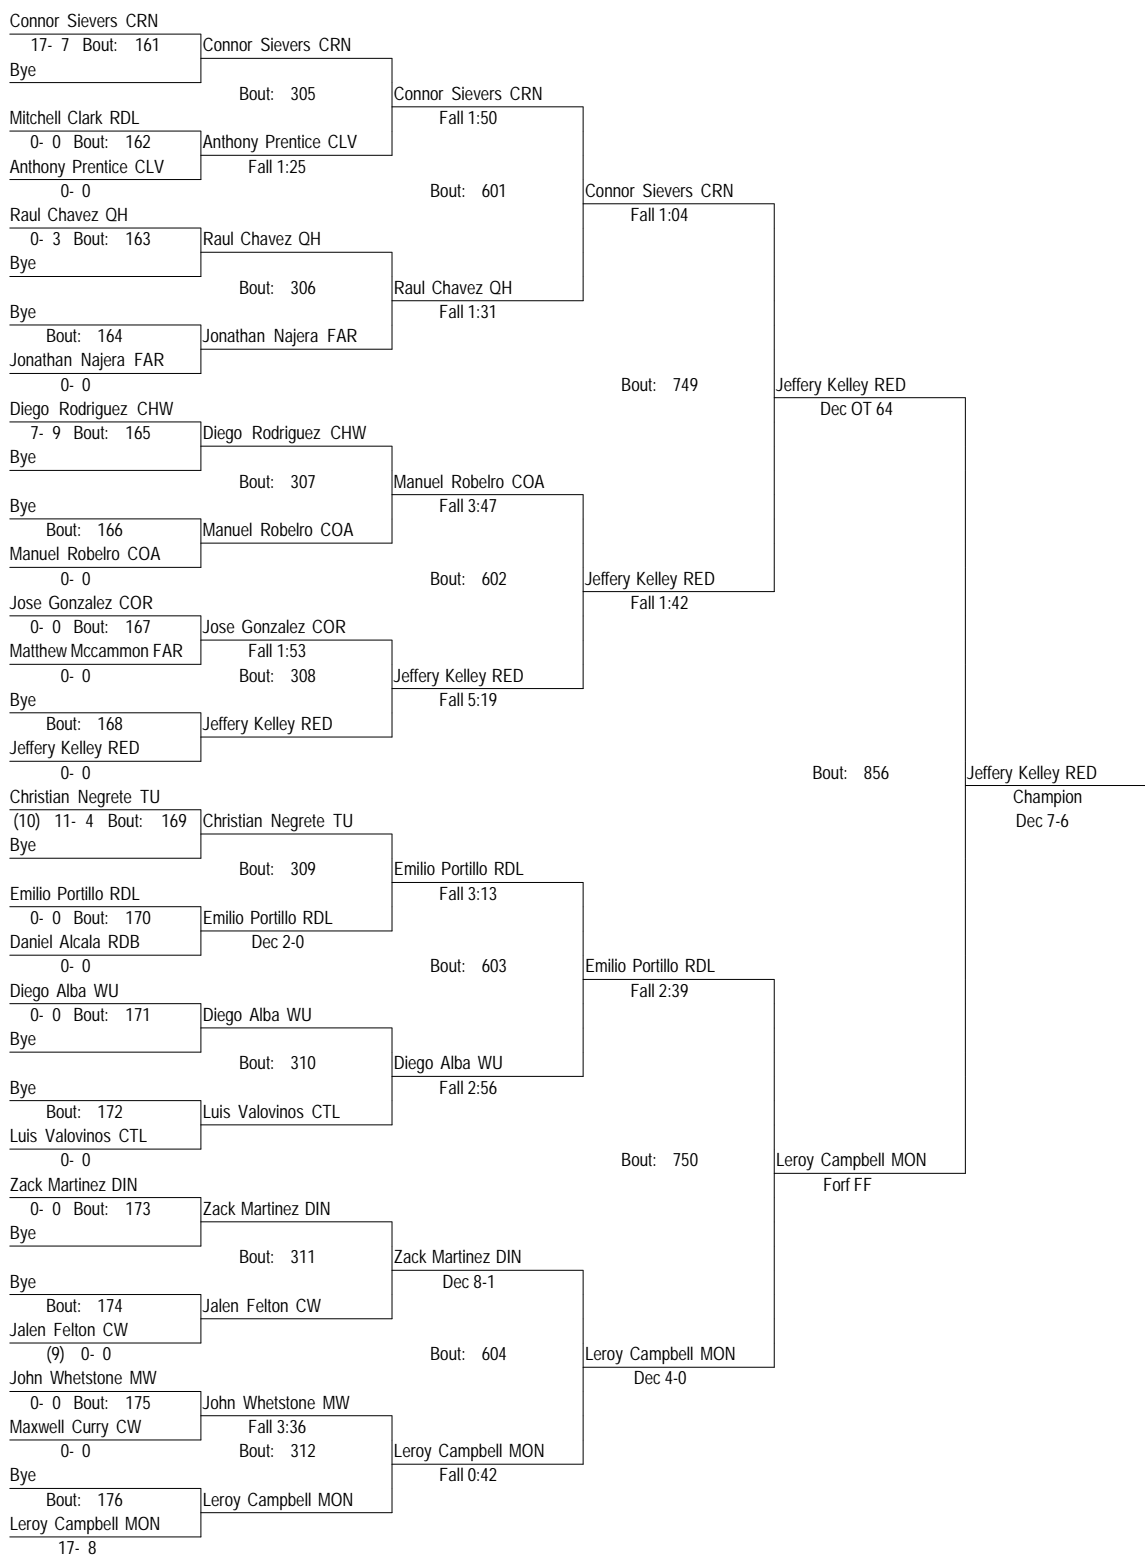 Connor Sievers CRN
17- 7 Bout: 161
Connor Sievers CRN
Bye
Bout: 305
Connor Sievers CRN
Mitchell Clark RDL
Fall 1:50
0- 0 Bout: 162
Anthony Prentice CLV
Anthony Prentice CLV
Fall 1:25
0- 0
Bout: 601
Connor Sievers CRN
Raul Chavez QH
Fall 1:04
0- 3 Bout: 163
Raul Chavez QH
Bye
Bout: 306
Raul Chavez QH
Bye
Fall 1:31
Bout: 164
Jonathan Najera FAR
Jonathan Najera FAR
0- 0
Bout: 749
Jeffery Kelley RED
Diego Rodriguez CHW
Dec OT 64
7- 9 Bout: 165
Diego Rodriguez CHW
Bye
Bout: 307
Manuel Robelro COA
Bye
Fall 3:47
Bout: 166
Manuel Robelro COA
Manuel Robelro COA
0- 0
Bout: 602
Jeffery Kelley RED
Jose Gonzalez COR
Fall 1:42
0- 0 Bout: 167
Jose Gonzalez COR
Matthew Mccammon FAR
Fall 1:53
0- 0
Bout: 308
Jeffery Kelley RED
Bye
Fall 5:19
Bout: 168
Jeffery Kelley RED
Jeffery Kelley RED
0- 0
Bout: 856
Jeffery Kelley RED
Christian Negrete TU
Champion
(10) 11- 4 Bout: 169
Christian Negrete TU
Dec 7-6
Bye
Bout: 309
Emilio Portillo RDL
Emilio Portillo RDL
Fall 3:13
0- 0 Bout: 170
Emilio Portillo RDL
Daniel Alcala RDB
Dec 2-0
0- 0
Bout: 603
Emilio Portillo RDL
Diego Alba WU
Fall 2:39
0- 0 Bout: 171
Diego Alba WU
Bye
Bout: 310
Diego Alba WU
Bye
Fall 2:56
Bout: 172
Luis Valovinos CTL
Luis Valovinos CTL
0- 0
Bout: 750
Leroy Campbell MON
Zack Martinez DIN
Forf FF
0- 0 Bout: 173
Zack Martinez DIN
Bye
Bout: 311
Zack Martinez DIN
Bye
Dec 8-1
Bout: 174
Jalen Felton CW
Jalen Felton CW
(9) 0- 0
Bout: 604
Leroy Campbell MON
John Whetstone MW
Dec 4-0
0- 0 Bout: 175
John Whetstone MW
Maxwell Curry CW
Fall 3:36
0- 0
Bout: 312
Leroy Campbell MON
Bye
Fall 0:42
Bout: 176
Leroy Campbell MON
Leroy Campbell MON
17- 8